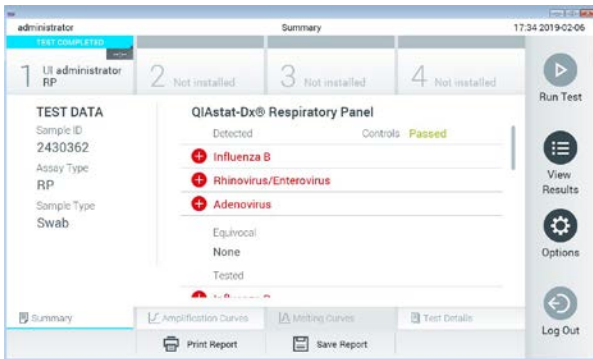 administrator Summary 17:34 2019-02-06
TEST COMPLETED
1 UI administrator RP
2 Not installed
3 Not installed
4 Not installed
Run Test
View Results
Options
Log Out
TEST DATA
Sample ID
2430362
Assay Type
RP
Sample Type
Swab
QIAstat-Dx® Respiratory Panel
Detected Controls Passed
Influenza B
Rhinovirus/Enterovirus
Adenovirus
Equivocal
None
Tested
Influenza B
Summary Amplification Curves Melting Curves Test Details
Print Report Save Report